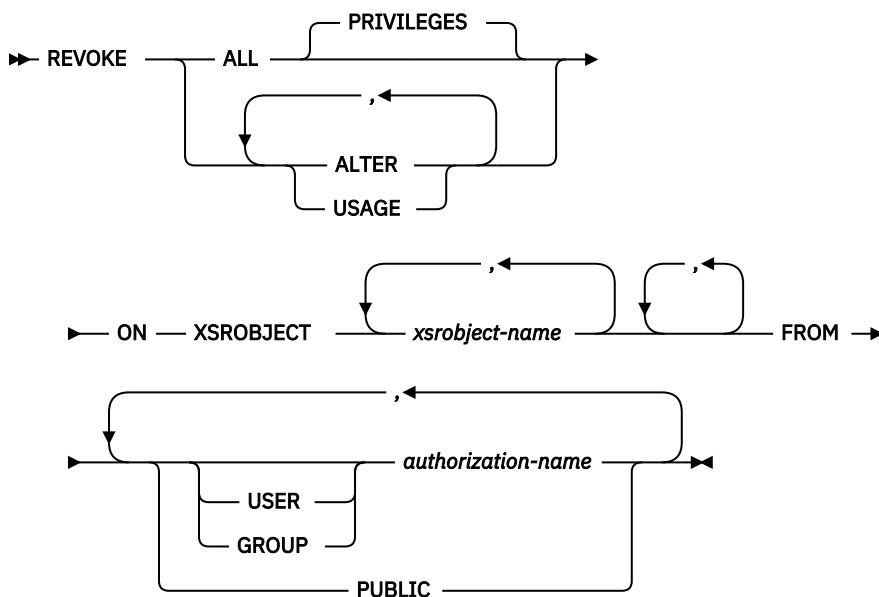 PRIVILEGES
REVOKE ALL
,
ALTER
USAGE
, ,
ON XSROBJECT xsrobject-name FROM
,
authorization-name
USER
GROUP
PUBLIC